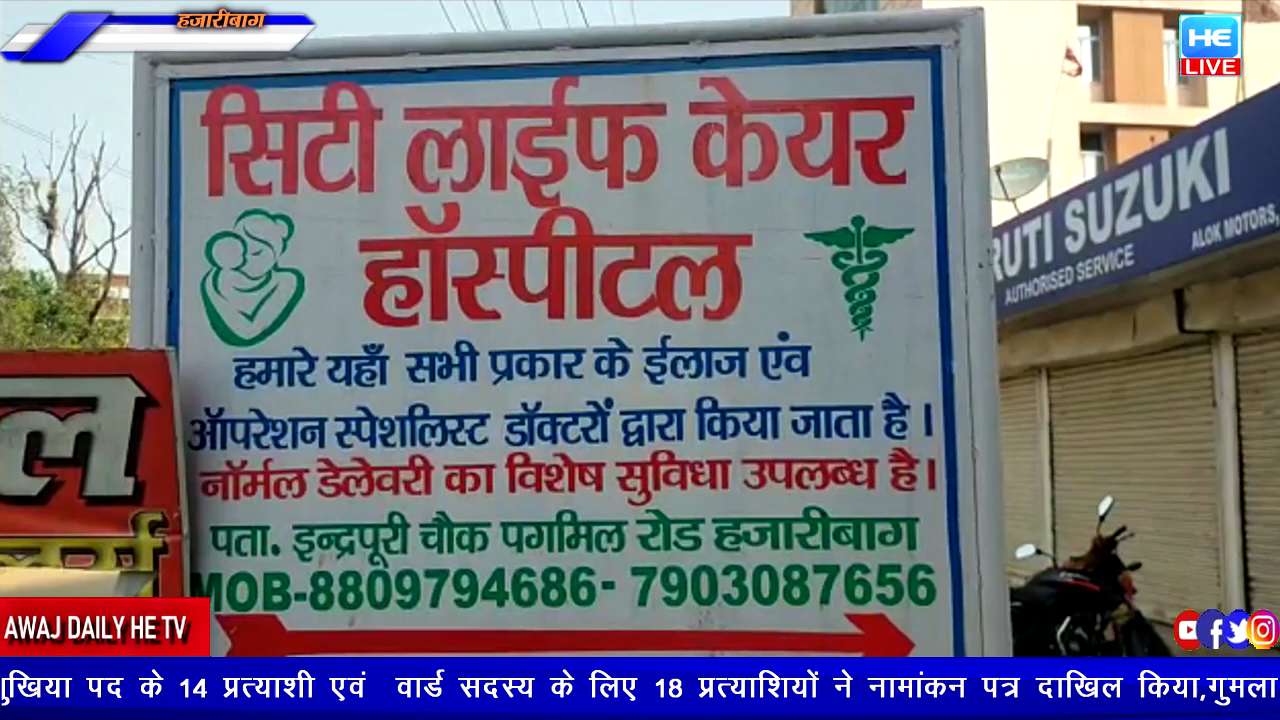 हजारीबाग
HE
LIVE
सिटी लाईफ केयर
हॉस्पीटल
हमारे यहाँ सभी प्रकार के ईलाज एंव
ऑपरेशन स्पेशलिस्ट डॉक्टरों द्वारा किया जाता है ।
नॉर्मल डेलेवरी का विशेष सुविधा उपलब्ध है।
पता. इन्द्रपूरी चौक पगमिल रोड हजारीबाग
MOB-8809794686- 7903087656
RUTI SUZUKI
AUTHORISED SERVICE
ALOK MOTORS,
ल
AWAJ DAILY HE TV
ुखिया पद के 14 प्रत्याशी एवं वार्ड सदस्य के लिए 18 प्रत्याशियों ने नामांकन पत्र दाखिल किया,गुमला